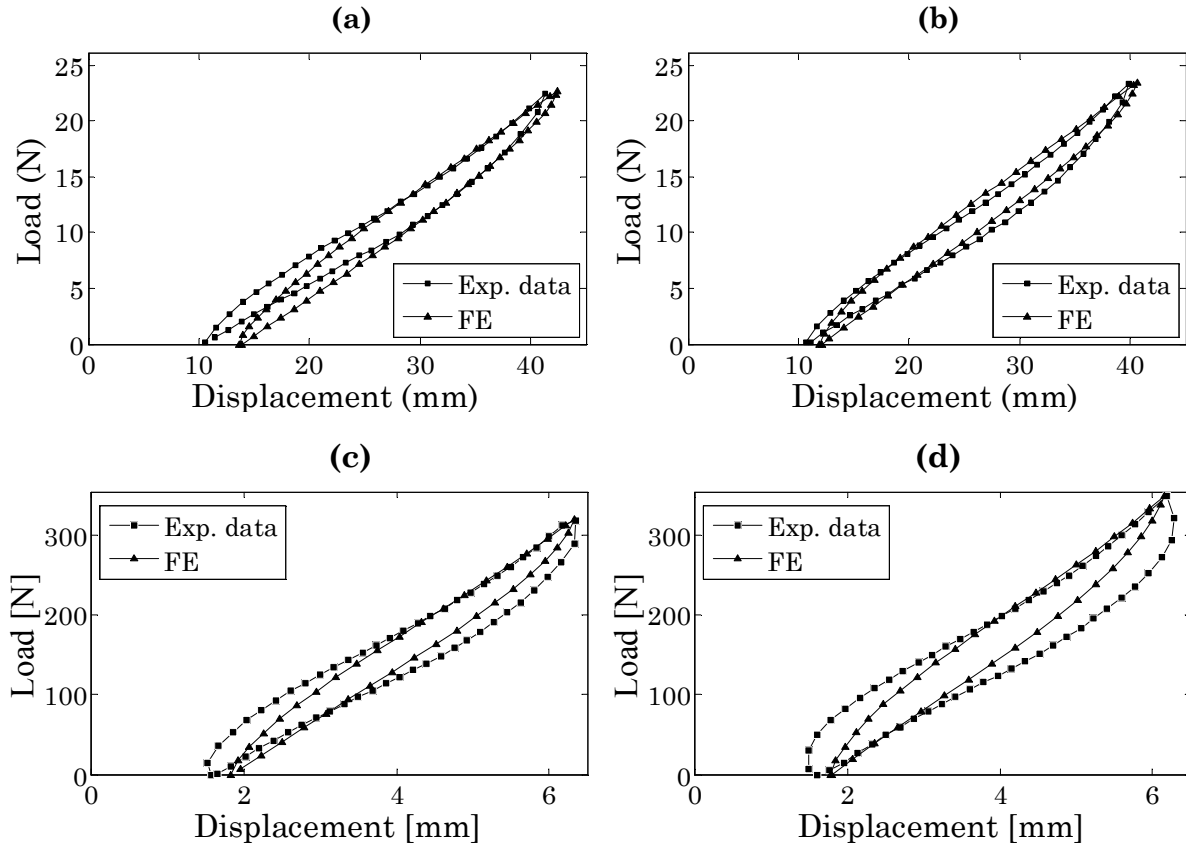 (a)
25
20
15
10
5
0
Load (N)
Exp. data
FE
0 10 20 30 40
Displacement (mm)
(b)
25
20
15
10
5
0
Load (N)
Exp. data
FE
0 10 20 30 40
Displacement (mm)
(c)
300
200
100
0
Load [N]
Exp. data
FE
0 2 4 6
Displacement [mm]
(d)
300
200
100
0
Load [N]
Exp. data
FE
0 2 4 6
Displacement [mm]